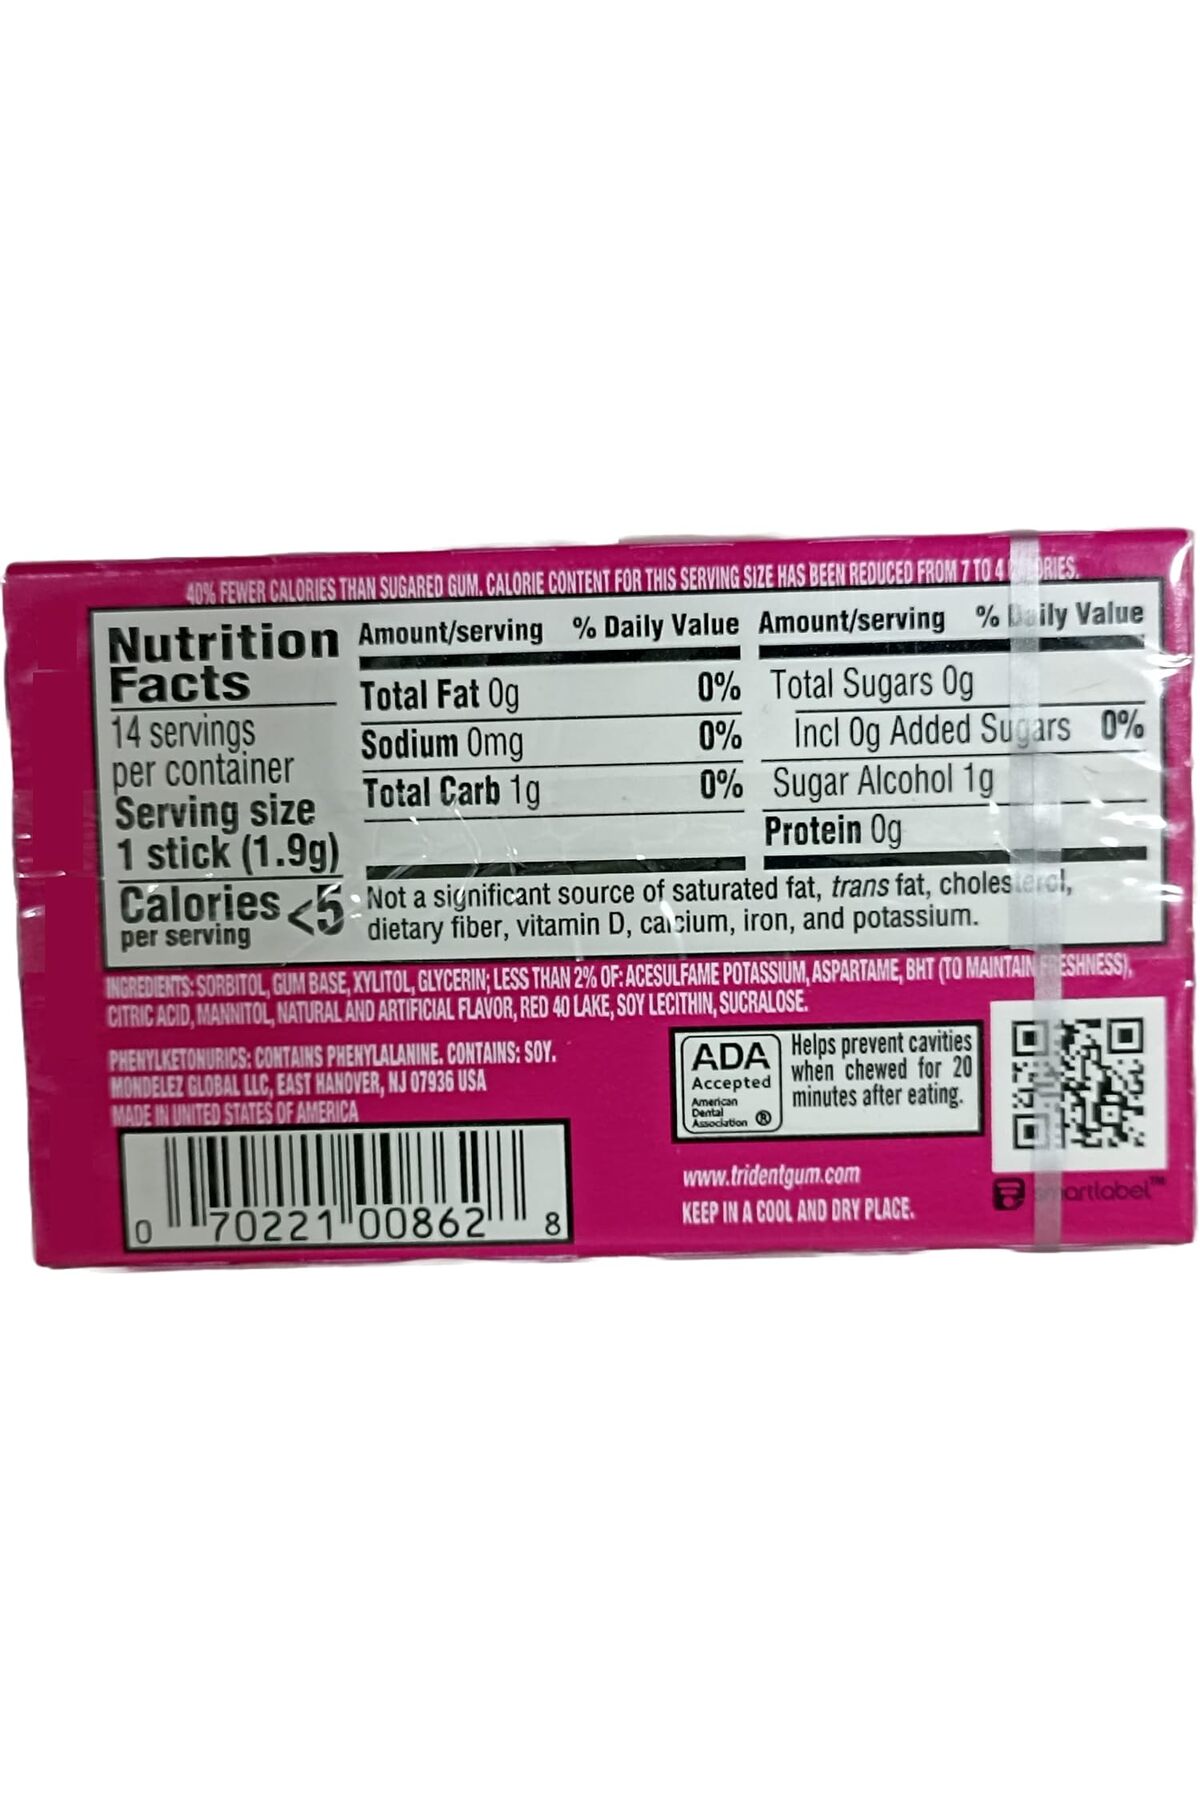 40% FEWER CALORIES THAN SUGARED GUM. CALORIE CONTENT FOR THIS SERVING SIZE HAS BEEN REDUCED FROM 7 TO 4 CALORIES.
Nutrition
Facts
14 servings
per container
Serving size
1 stick (1.9g)
Calories <5
per serving
Amount/serving % Daily Value
Total Fat 0g 0%
Sodium 0mg 0%
Total Carb 1g 0%
Amount/serving % Daily Value
Total Sugars 0g
Incl 0g Added Sugars 0%
Sugar Alcohol 1g
Protein 0g
Not a significant source of saturated fat, trans fat, cholesterol,
dietary fiber, vitamin D, calcium, iron, and potassium.
INGREDIENTS: SORBITOL, GUM BASE, XYLITOL, GLYCERIN; LESS THAN 2% OF: ACESULFAME POTASSIUM, ASPARTAME, BHT (TO MAINTAIN FRESHNESS),
CITRIC ACID, MANNITOL, NATURAL AND ARTIFICIAL FLAVOR, RED 40 LAKE, SOY LECITHIN, SUCRALOSE.
PHENYLKETONURICS: CONTAINS PHENYLALANINE. CONTAINS: SOY.
MONDELEZ GLOBAL LLC, EAST HANOVER, NJ 07936 USA
MADE IN UNITED STATES OF AMERICA
0 70221 00862 8
ADA
Accepted
American
Dental
Association ®
Helps prevent cavities
when chewed for 20
minutes after eating.
www.tridentgum.com
KEEP IN A COOL AND DRY PLACE.
smartlabel™